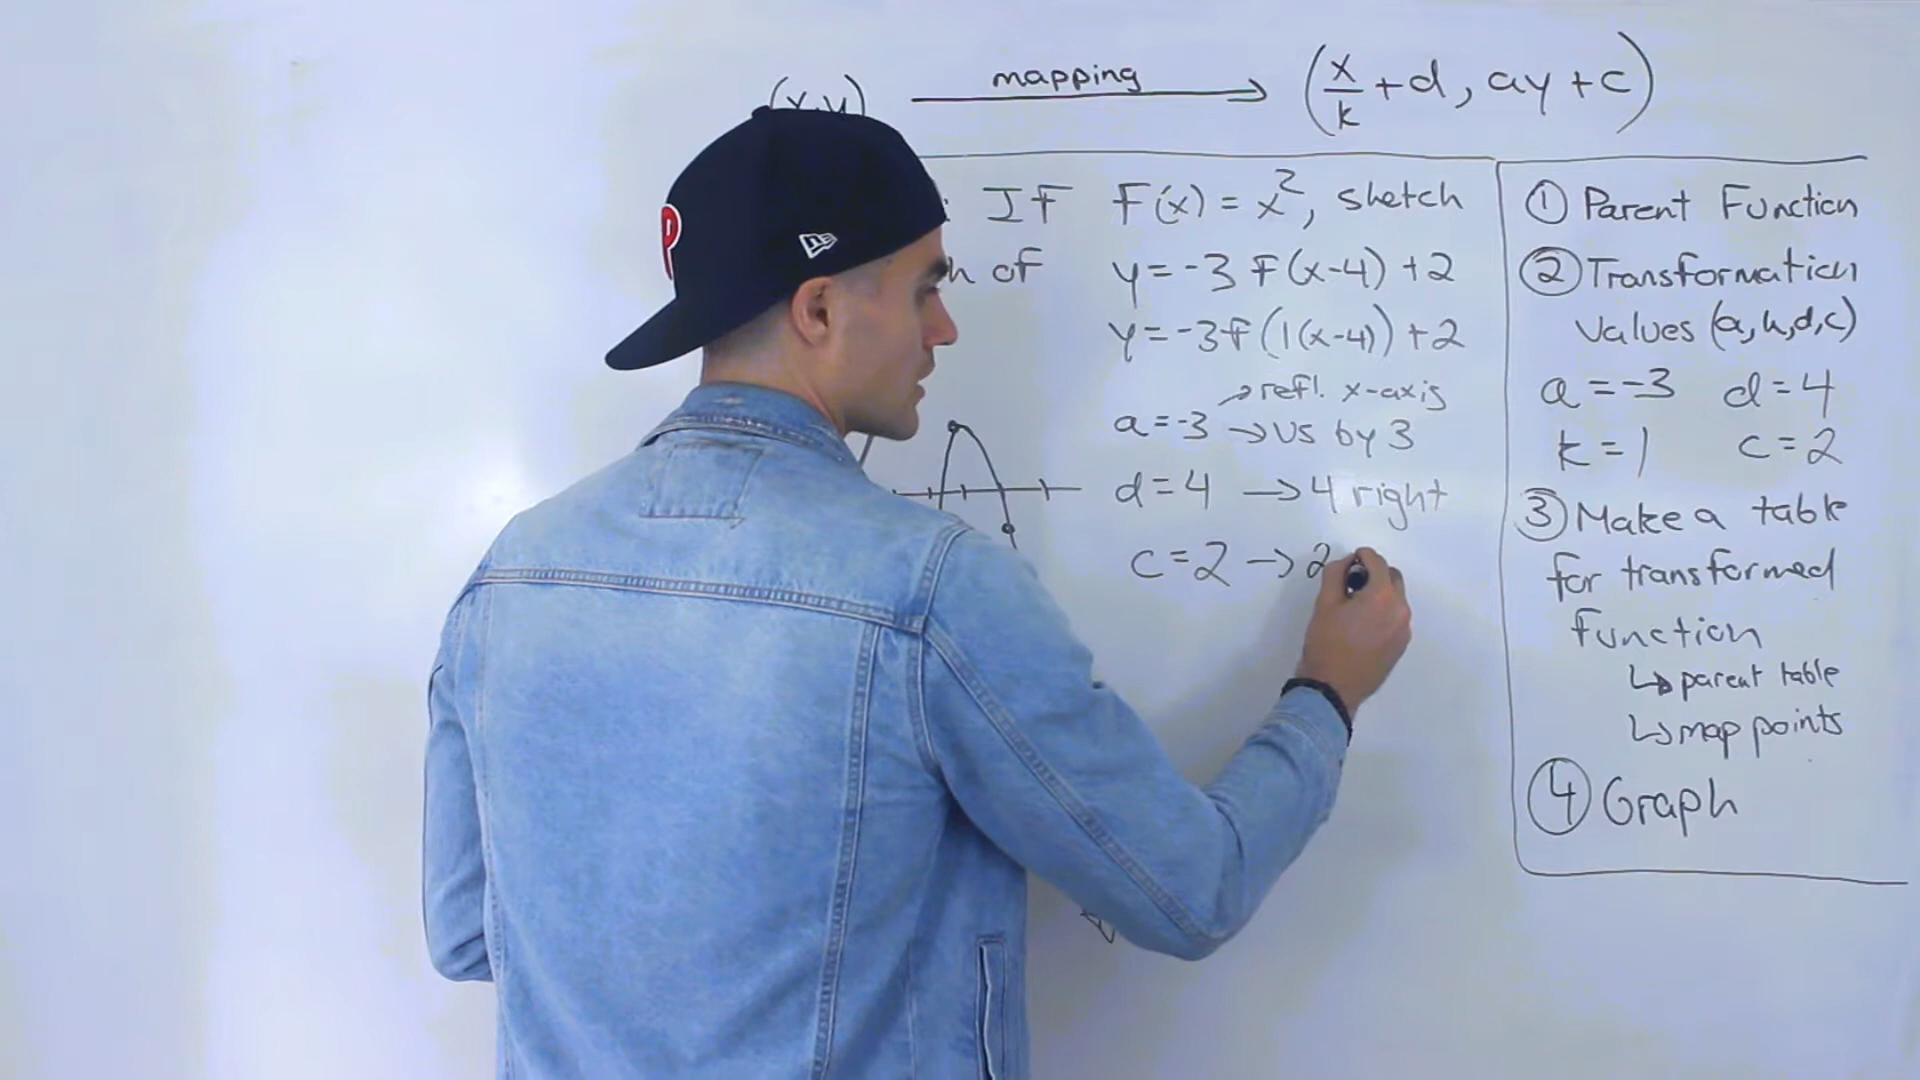 mapping
(x/k + d, ay + c)
If F(x) = x², sketch
of y = -3 F(x-4) + 2
y = -3F(1(x-4)) + 2
→ refl. x-axis
a = -3 → VS by 3
d = 4 → 4 right
c = 2 → 2
① Parent Function
② Transformation
Values (a,k,d,c)
a = -3 d = 4
k = 1 c = 2
③ Make a table
for transformed
function
↳ parent table
↳ map points
④ Graph
P